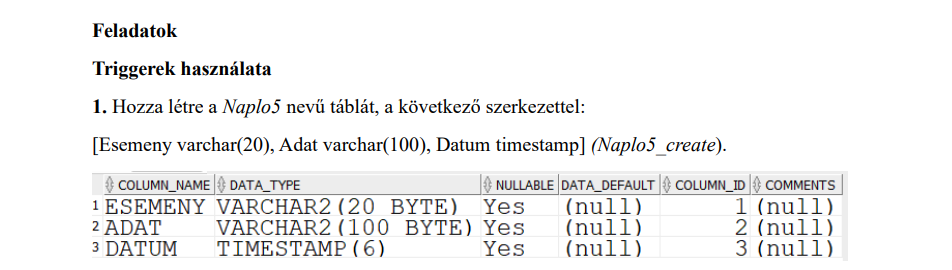 Feladatok
Triggerek használata
1. Hozza létre a Naplo5 nevű táblát, a következő szerkezettel:
[Esemeny varchar(20), Adat varchar(100), Datum timestamp] (Naplo5_create).
COLUMN_NAME DATA_TYPE NULLABLE DATA_DEFAULT COLUMN_ID COMMENTS
1 ESEMENY VARCHAR2(20 BYTE) Yes (null) 1 (null)
2 ADAT VARCHAR2(100 BYTE) Yes (null) 2 (null)
3 DATUM TIMESTAMP(6) Yes (null) 3 (null)